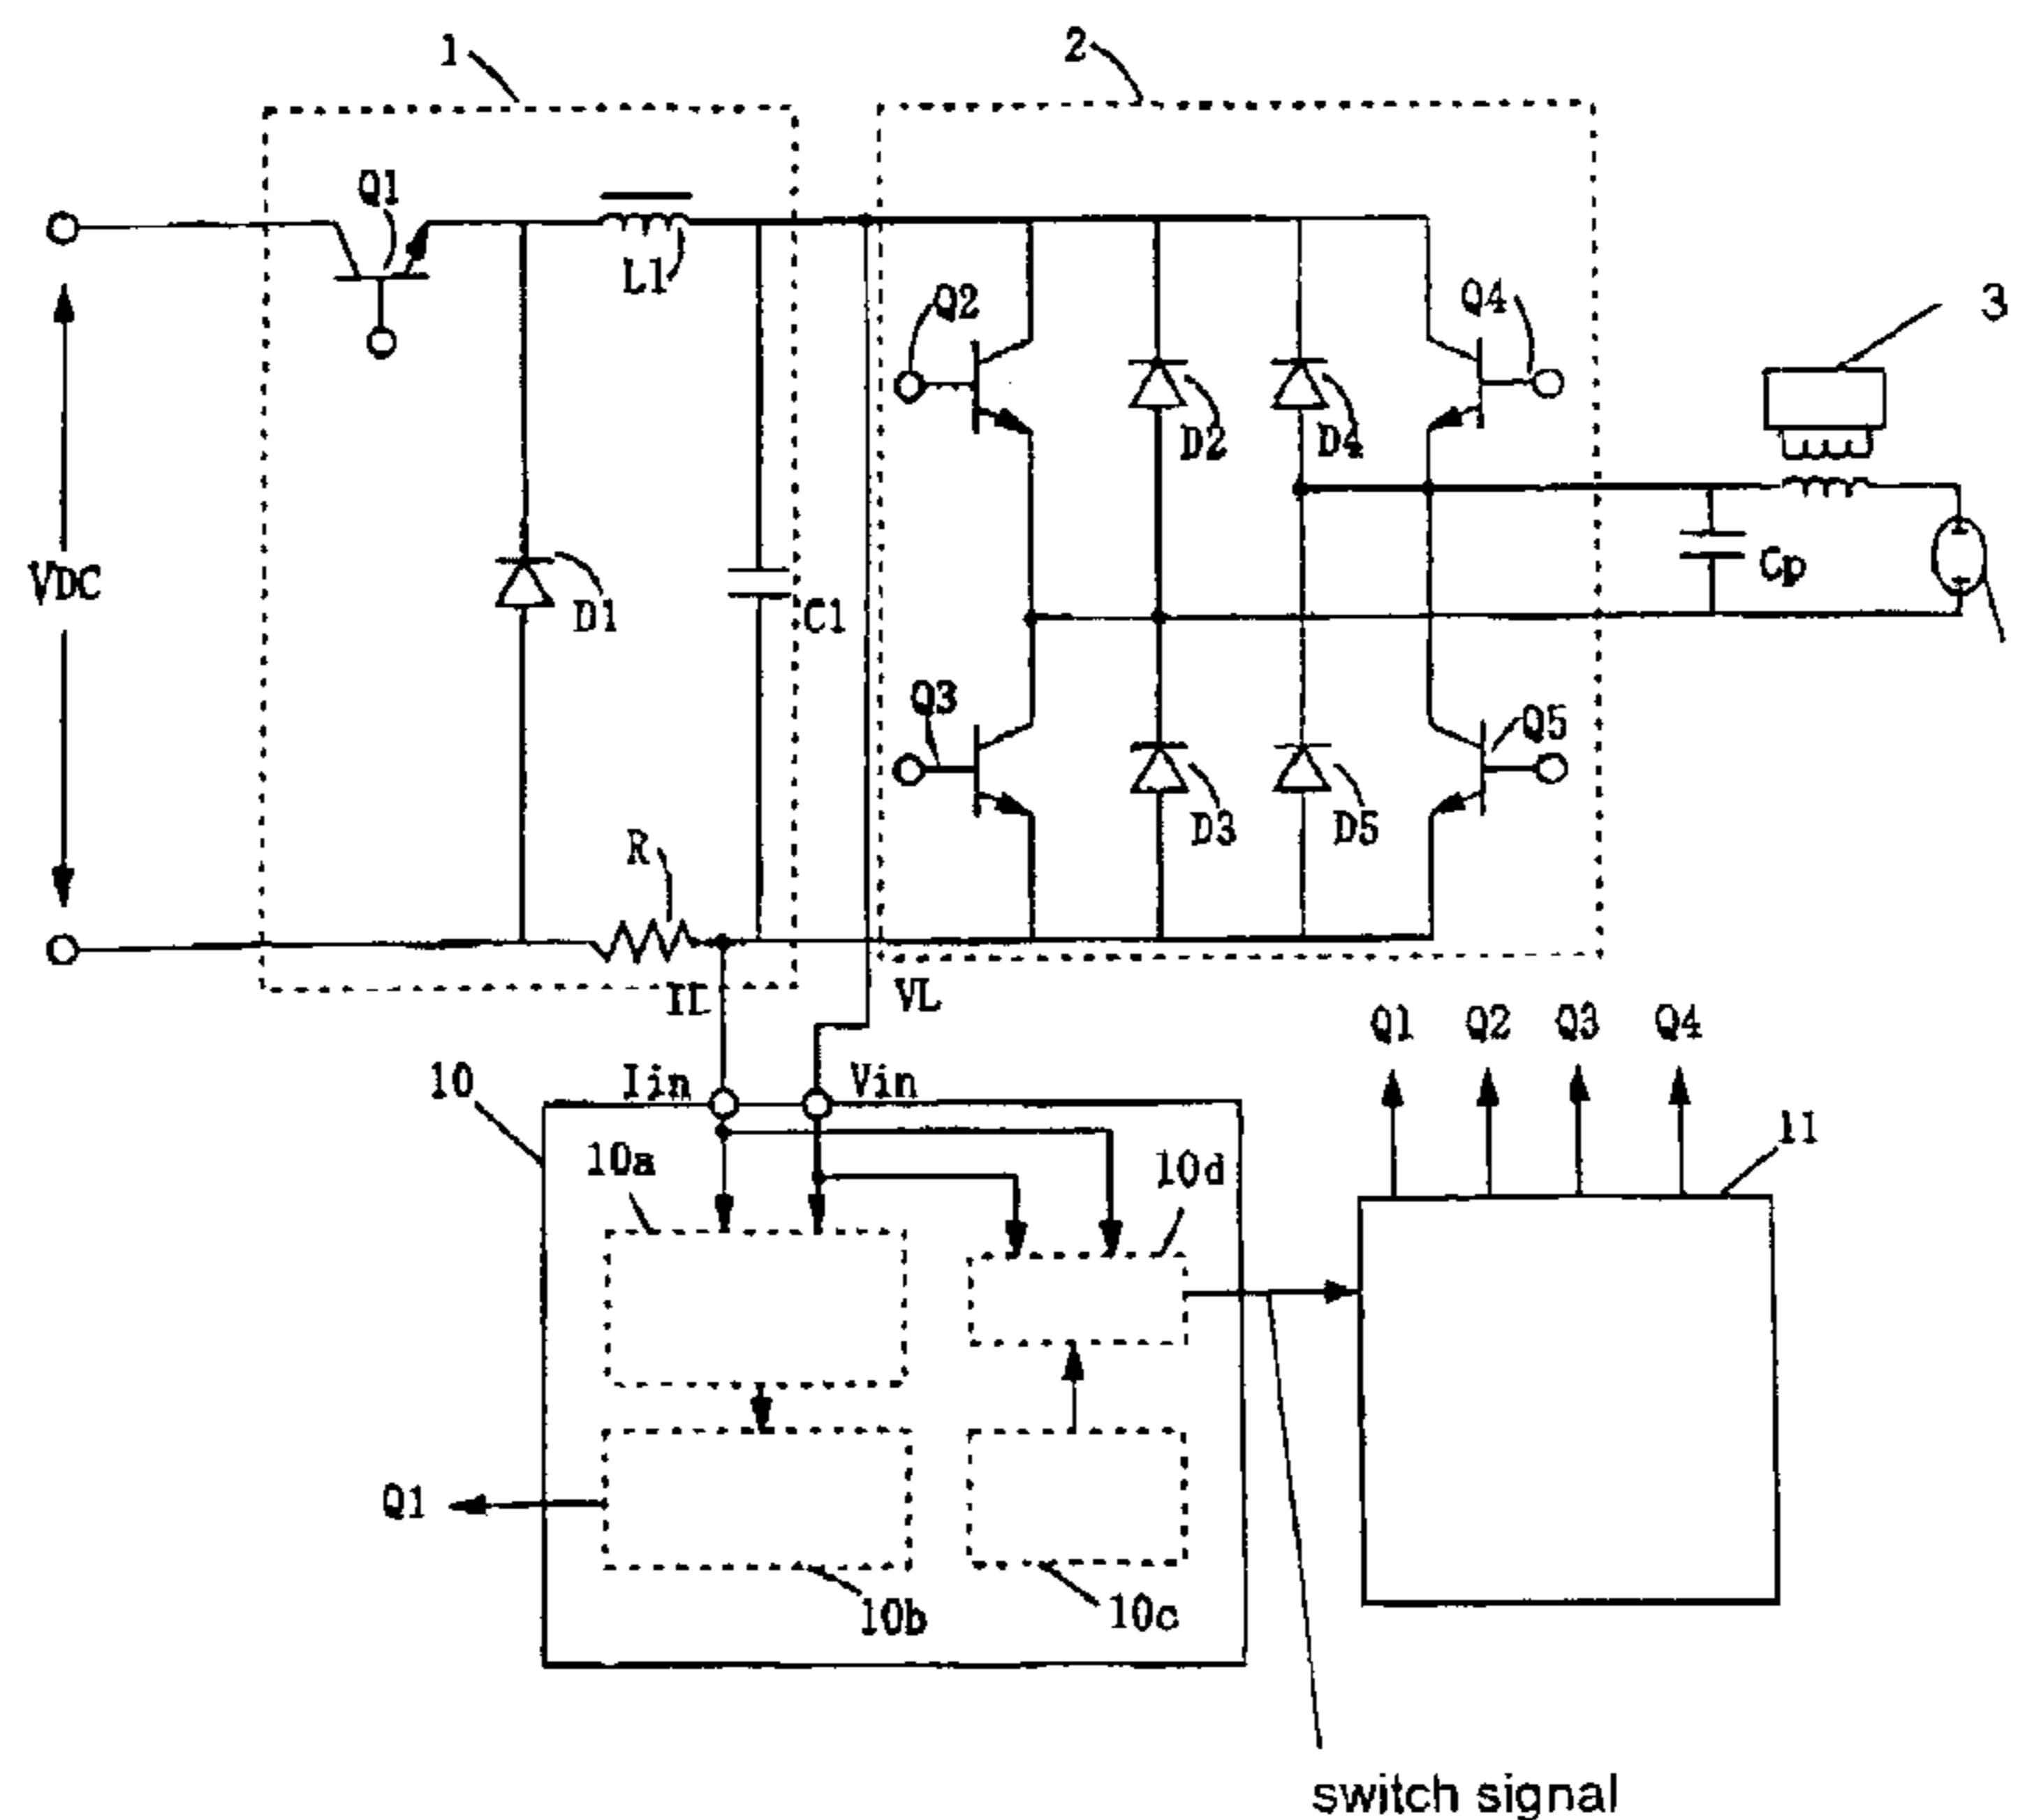 1
2
Q1
L1
Q2
Q4
3
D2
D4
VDC
D1
C1
Cp
Q3
Q5
R
D3
D5
IL
VL
Q1
Q2
Q3
Q4
10
Iin
Vin
11
10a
10d
Q1
10b
10c
switch signal